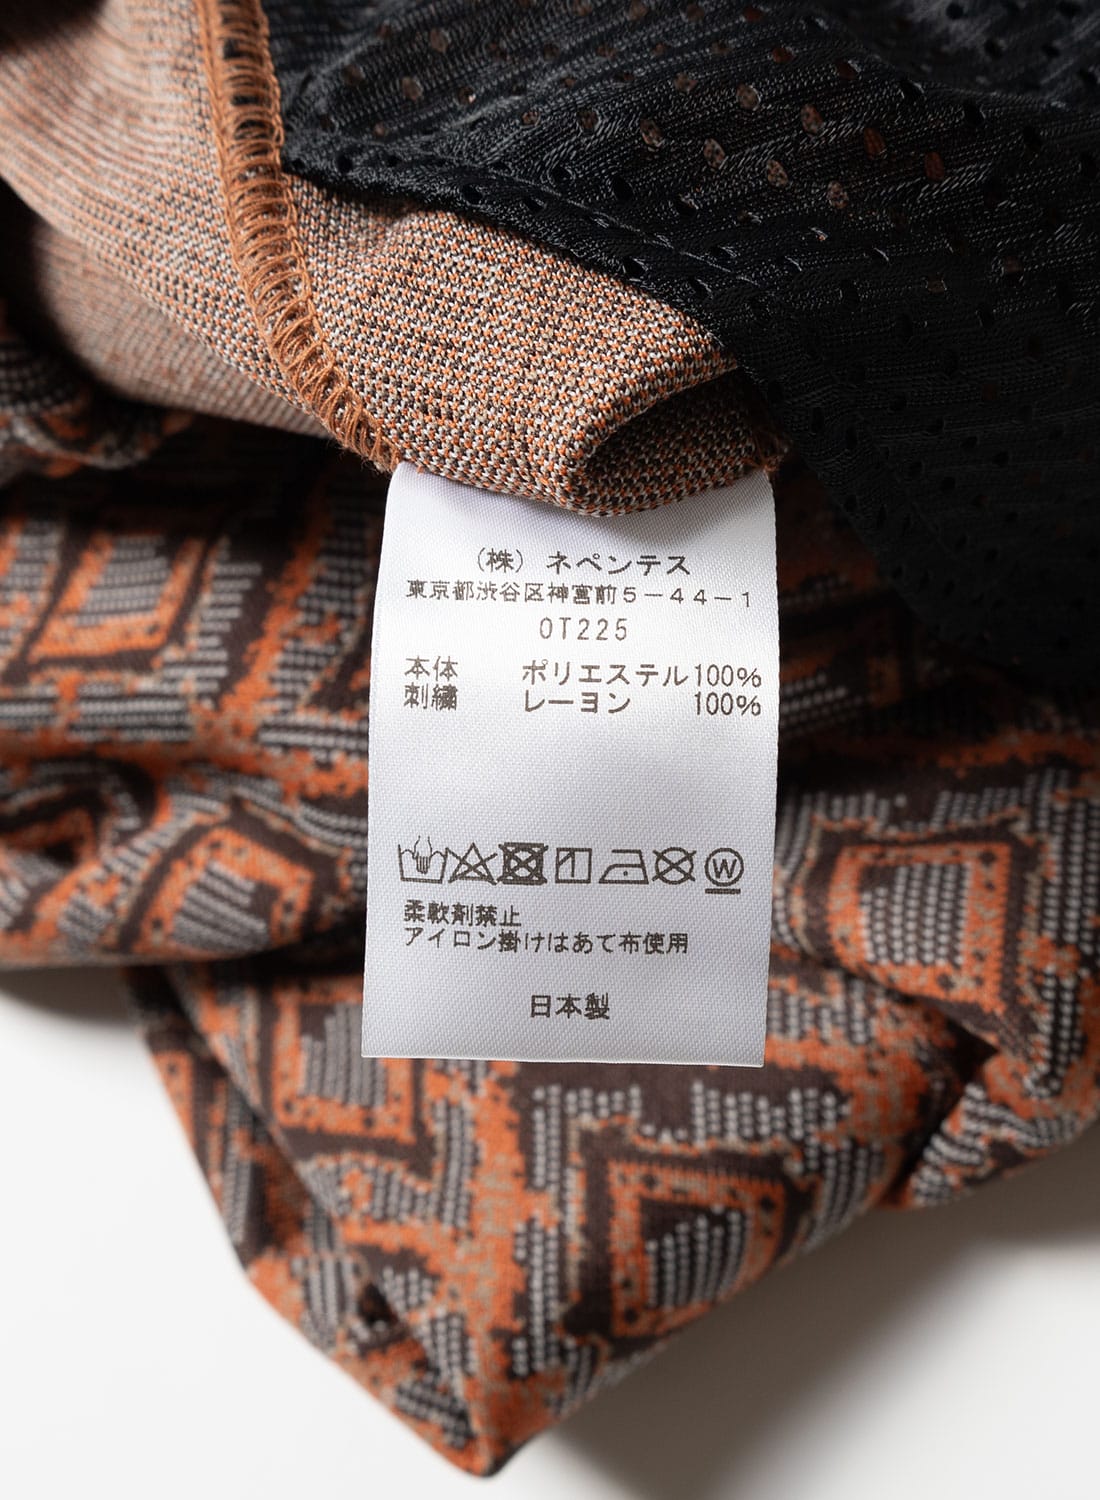 （株）ネペンテス
東京都渋谷区神宮前５−４４−１
OT225
本体 ポリエステル100%
刺繍 レーヨン 100%
W
柔軟剤禁止
アイロン掛けはあて布使用
日本製